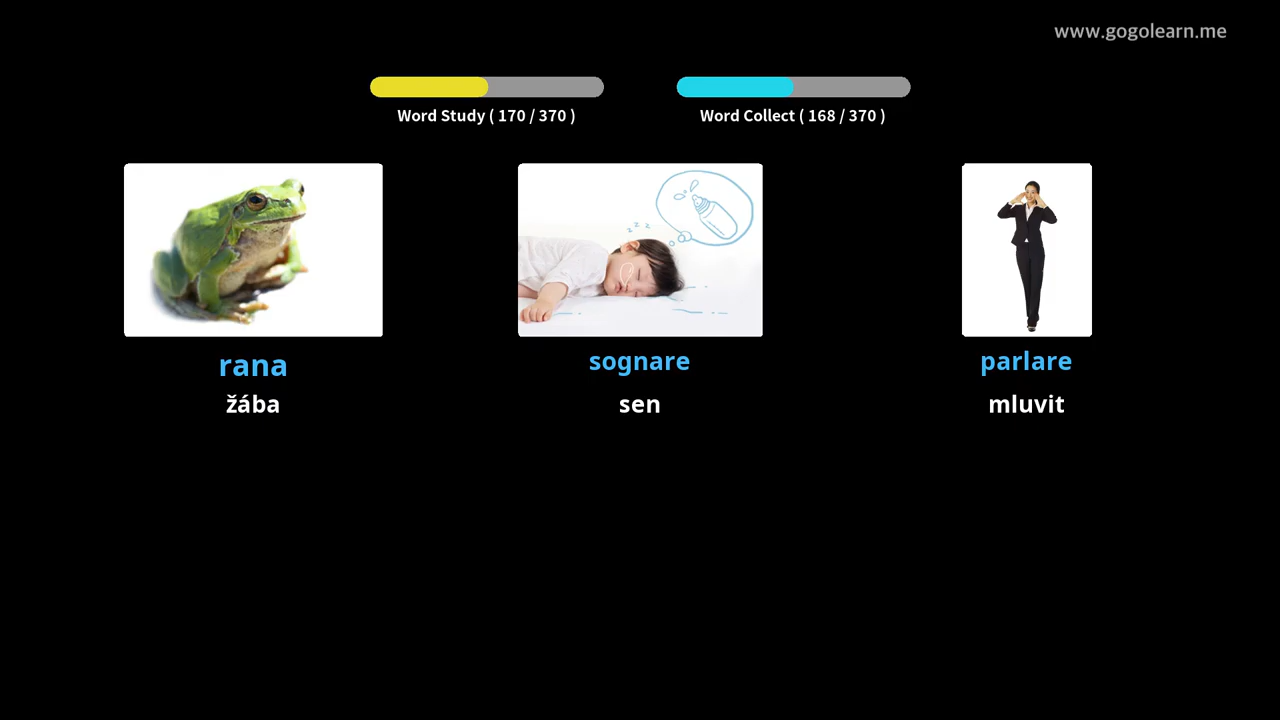 www.gogolearn.me
Word Study ( 170 / 370 )
Word Collect ( 168 / 370 )
rana
sognare
parlare
žába
sen
mluvit